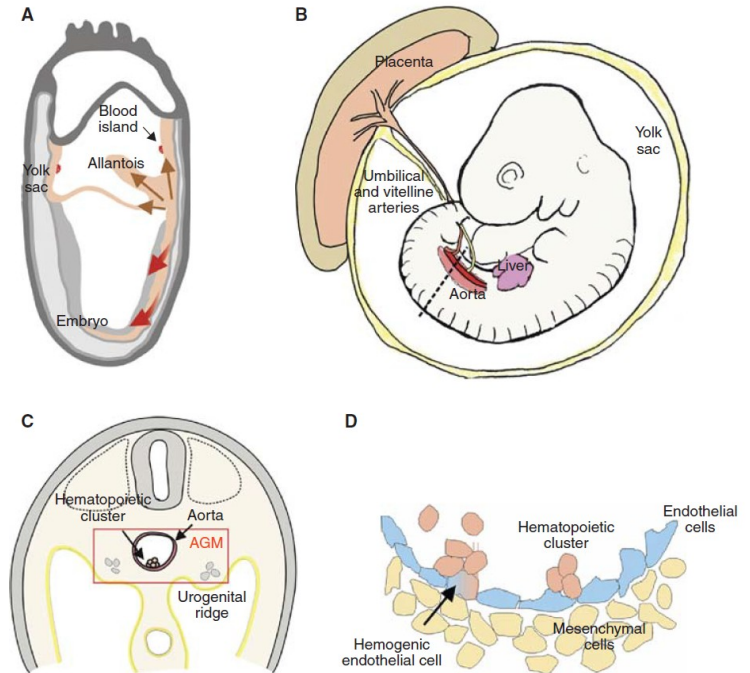 A
Blood
island
Allantois
Yolk
sac
Embryo
B
Placenta
Yolk
sac
Umbilical
and vitelline
arteries
Liver
Aorta
C
Hematopoietic
cluster
Aorta
AGM
Urogenital
ridge
D
Endothelial
cells
Hematopoietic
cluster
Mesenchymal
cells
Hemogenic
endothelial cell